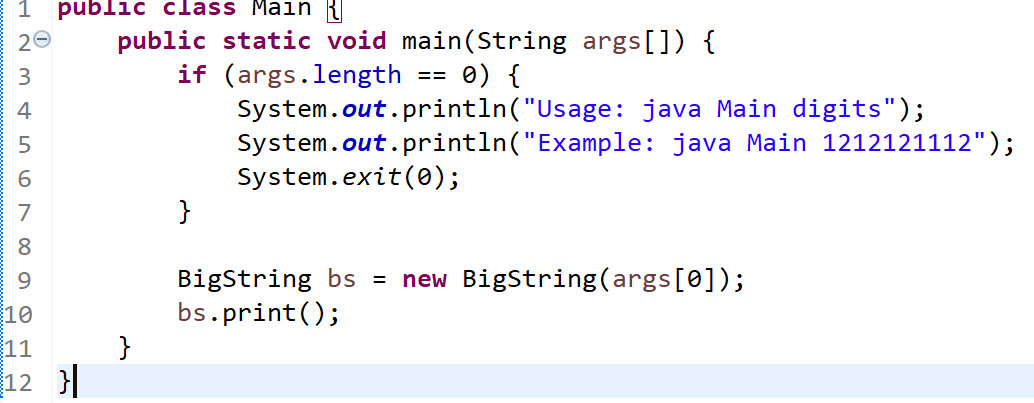 1 public class Main {
2 public static void main(String args[]) {
3 if (args.length == 0) {
4 System.out.println("Usage: java Main digits");
5 System.out.println("Example: java Main 1212121112");
6 System.exit(0);
7 }
8
9 BigString bs = new BigString(args[0]);
10 bs.print();
11 }
12 }